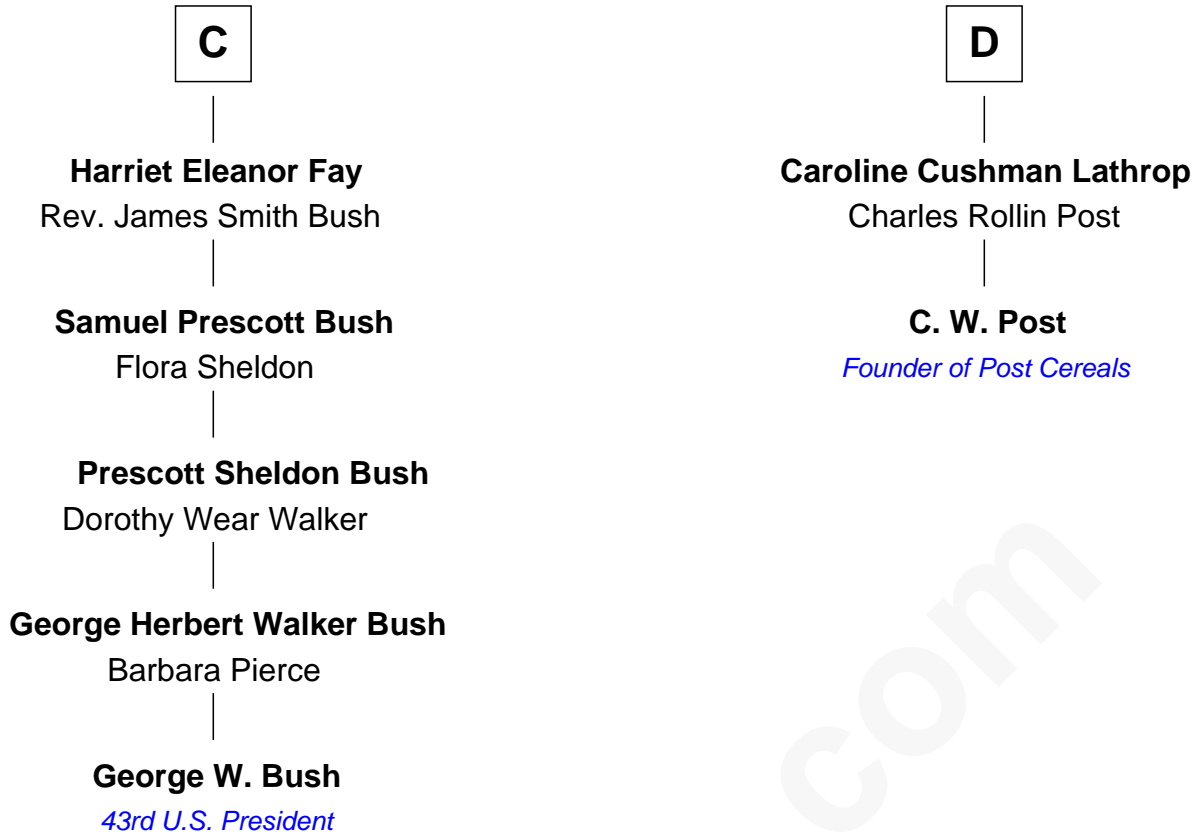 C
Harriet Eleanor Fay
Rev. James Smith Bush
Samuel Prescott Bush
Flora Sheldon
Prescott Sheldon Bush
Dorothy Wear Walker
George Herbert Walker Bush
Barbara Pierce
George W. Bush
43rd U.S. President
D
Caroline Cushman Lathrop
Charles Rollin Post
C. W. Post
Founder of Post Cereals
com